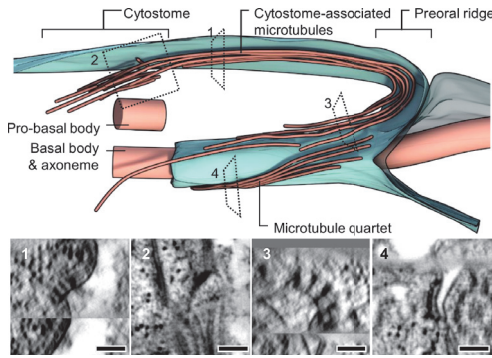 Cytostome
Cytostome-associated
microtubules
Preoral ridge
1
2
3
Pro-basal body
Basal body
& axoneme
4
Microtubule quartet
1
2
3
4